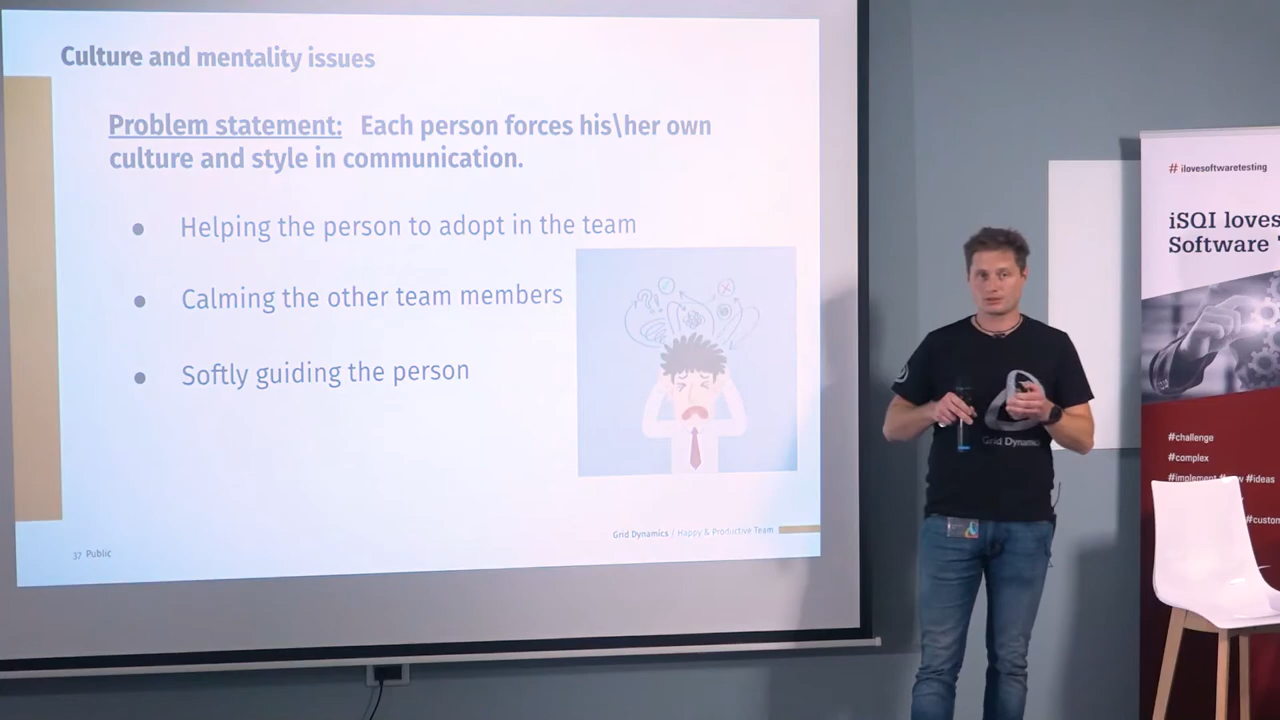 Culture and mentality issues
Problem statement: Each person forces his\her own
culture and style in communication.
● Helping the person to adopt in the team
● Calming the other team members
● Softly guiding the person
Grid Dynamics / Happy & Productive Team
37 Public
Grid Dynamics
# ilovesoftwaretesting
iSQI loves
Software
#challenge
#complex
#implement #new #ideas